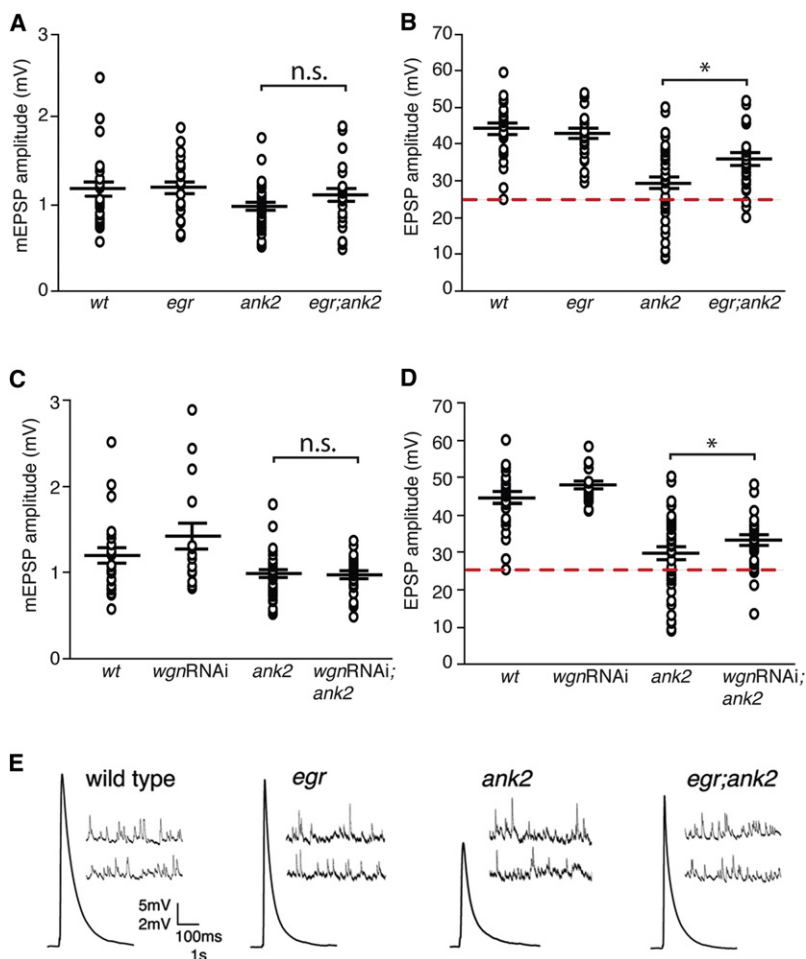 A
mEPSP amplitude (mV)
3
2
1
0
n.s.
wt egr ank2 egr;ank2
B
EPSP amplitude (mV)
70
60
50
40
30
20
10
0
*
wt egr ank2 egr;ank2
C
mEPSP amplitude (mV)
3
2
1
0
n.s.
wt wgnRNAi ank2 wgnRNAi;
ank2
D
EPSP amplitude (mV)
70
60
50
40
30
20
10
0
*
wt wgnRNAi ank2 wgnRNAi;
ank2
E
wild type egr ank2 egr;ank2
5mV
2mV
100ms
1s